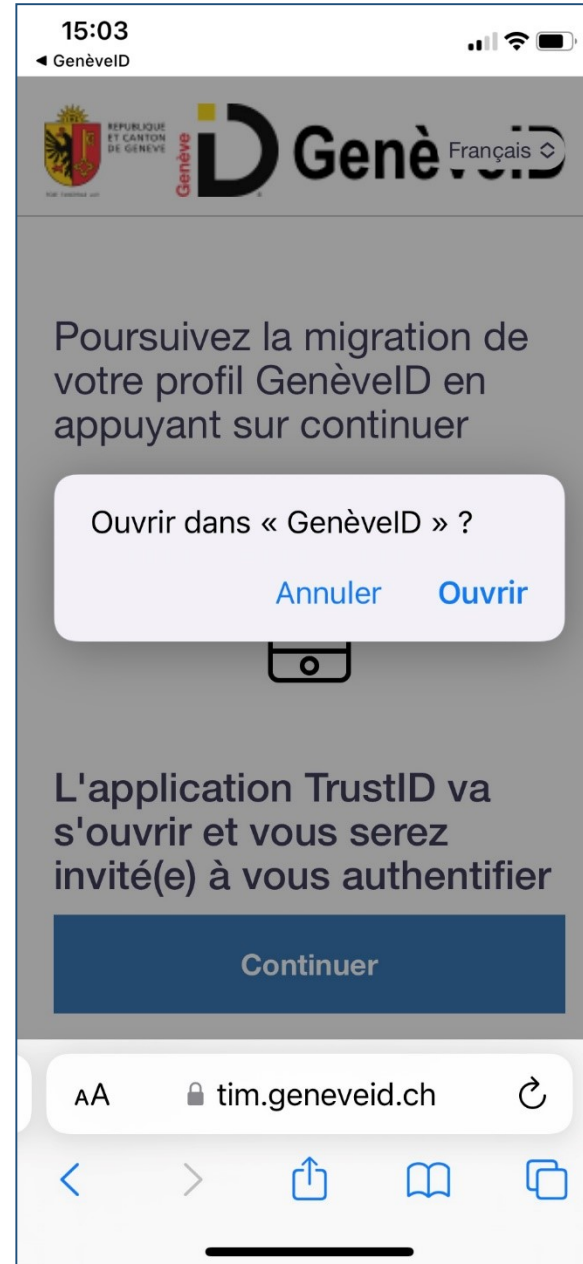 15:03
◀ GenèveID
REPUBLIQUE
ET CANTON
DE GENEVE
Genève
iD
GenèveID
Français
Poursuivez la migration de
votre profil GenèveID en
appuyant sur continuer
Ouvrir dans « GenèveID » ?
Annuler
Ouvrir
L'application TrustID va
s'ouvrir et vous serez
invité(e) à vous authentifier
Continuer
AA
tim.geneveid.ch